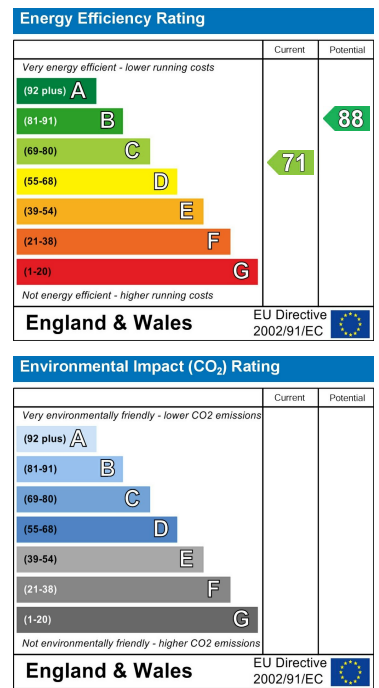 Energy Efficiency Rating
Current Potential
Very energy efficient - lower running costs
(92 plus) A
(81-91) B
88
(69-80) C
71
(55-68) D
(39-54) E
(21-38) F
(1-20) G
Not energy efficient - higher running costs
England & Wales
EU Directive
2002/91/EC
Environmental Impact (CO₂) Rating
Current Potential
Very environmentally friendly - lower CO2 emissions
(92 plus) A
(81-91) B
(69-80) C
(55-68) D
(39-54) E
(21-38) F
(1-20) G
Not environmentally friendly - higher CO2 emissions
England & Wales
EU Directive
2002/91/EC